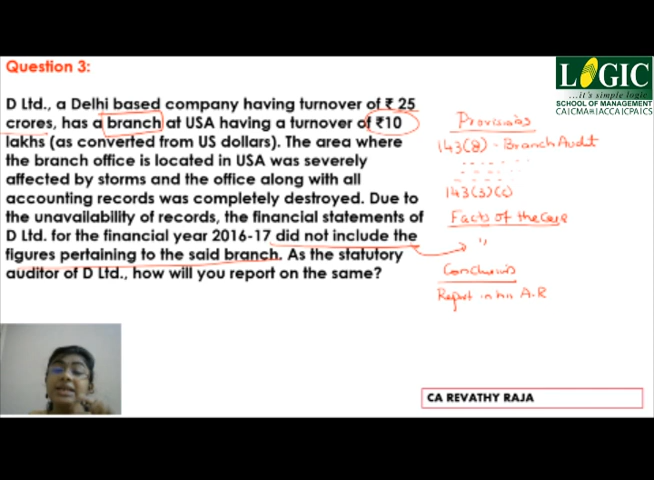 Question 3:
LOGIC
...it's simple logic
SCHOOL OF MANAGEMENT
CA|CMA|ACCA|CPA|CS
D Ltd., a Delhi based company having turnover of ₹ 25
crores, has a branch at USA having a turnover of ₹10
lakhs (as converted from US dollars). The area where
the branch office is located in USA was severely
affected by storms and the office along with all
accounting records was completely destroyed. Due to
the unavailability of records, the financial statements of
D Ltd. for the financial year 2016-17 did not include the
figures pertaining to the said branch. As the statutory
auditor of D Ltd., how will you report on the same?
Provisions
143(8) - Branch Audit
143(3)(c)
Facts of the Case
"
Conclusion
Report in his A.R
CA REVATHY RAJA